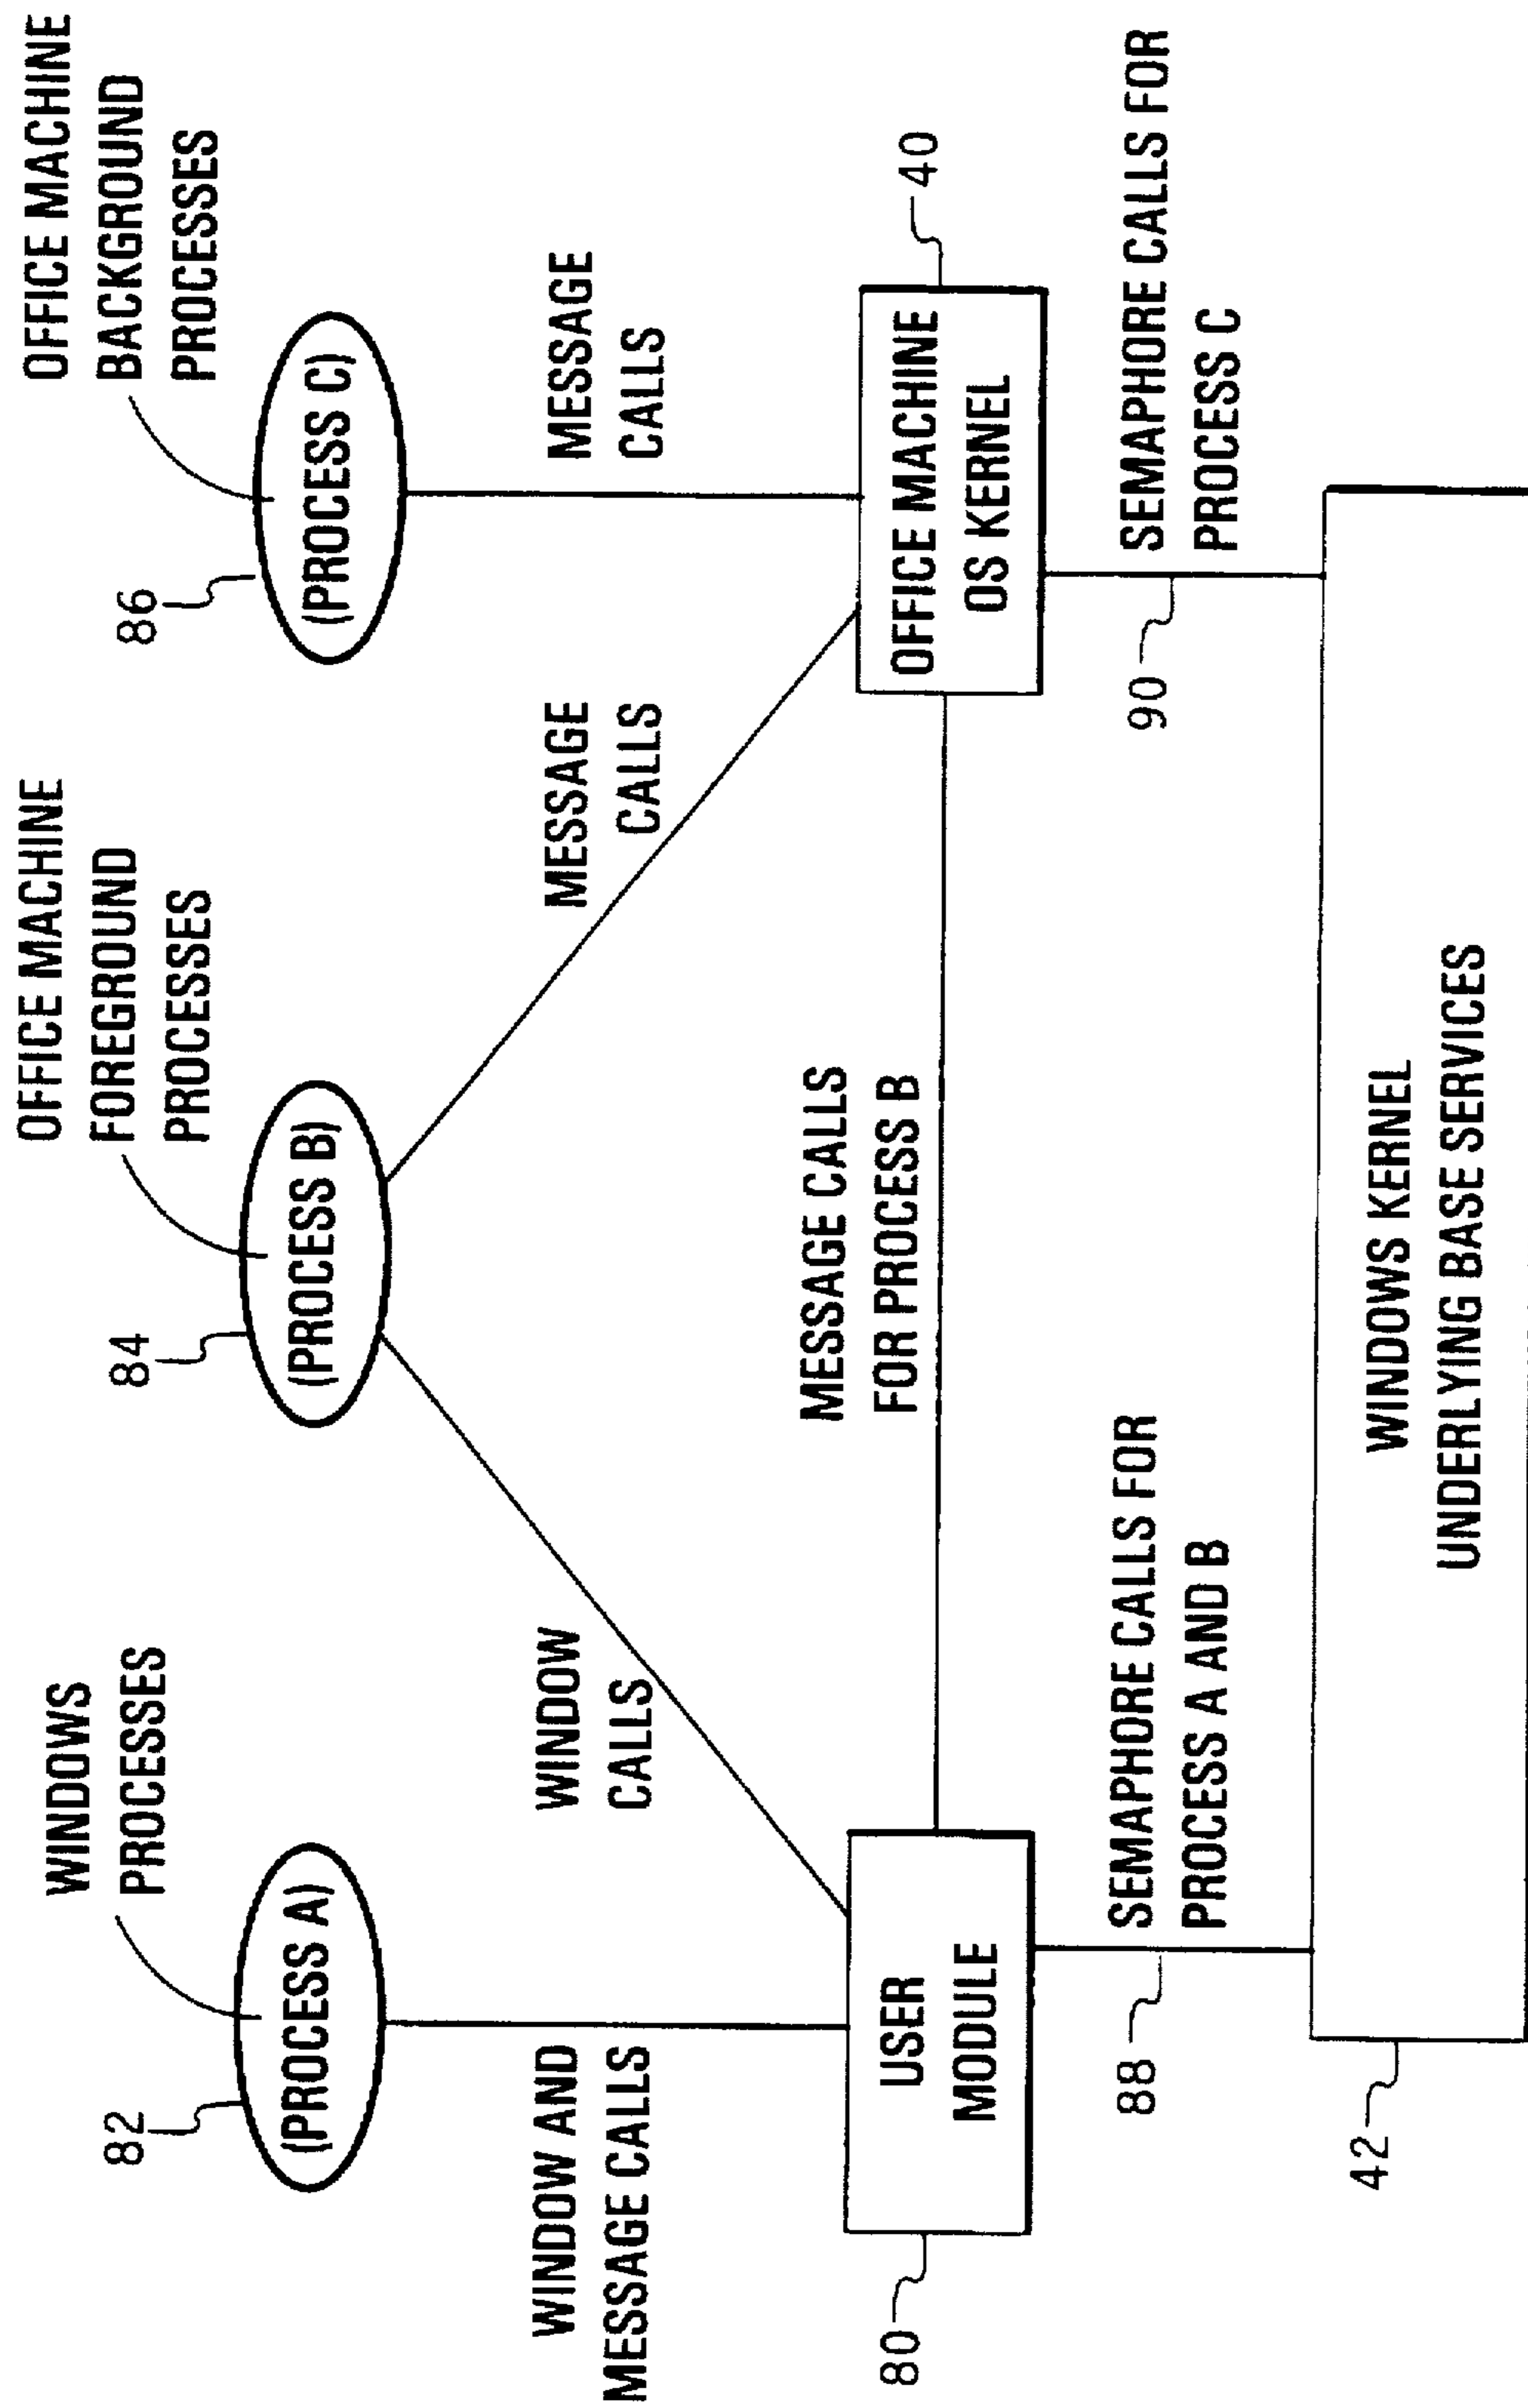 WINDOWS
PROCESSES
82
(PROCESS A)
OFFICE MACHINE
FOREGROUND
PROCESSES
84
(PROCESS B)
OFFICE MACHINE
BACKGROUND
PROCESSES
86
(PROCESS C)
WINDOW AND
MESSAGE CALLS
WINDOW
CALLS
MESSAGE
CALLS
MESSAGE
CALLS
80
USER
MODULE
MESSAGE CALLS
FOR PROCESS B
OFFICE MACHINE
OS KERNEL
40
88
SEMAPHORE CALLS FOR
PROCESS A AND B
90
SEMAPHORE CALLS FOR
PROCESS C
42
WINDOWS KERNEL
UNDERLYING BASE SERVICES